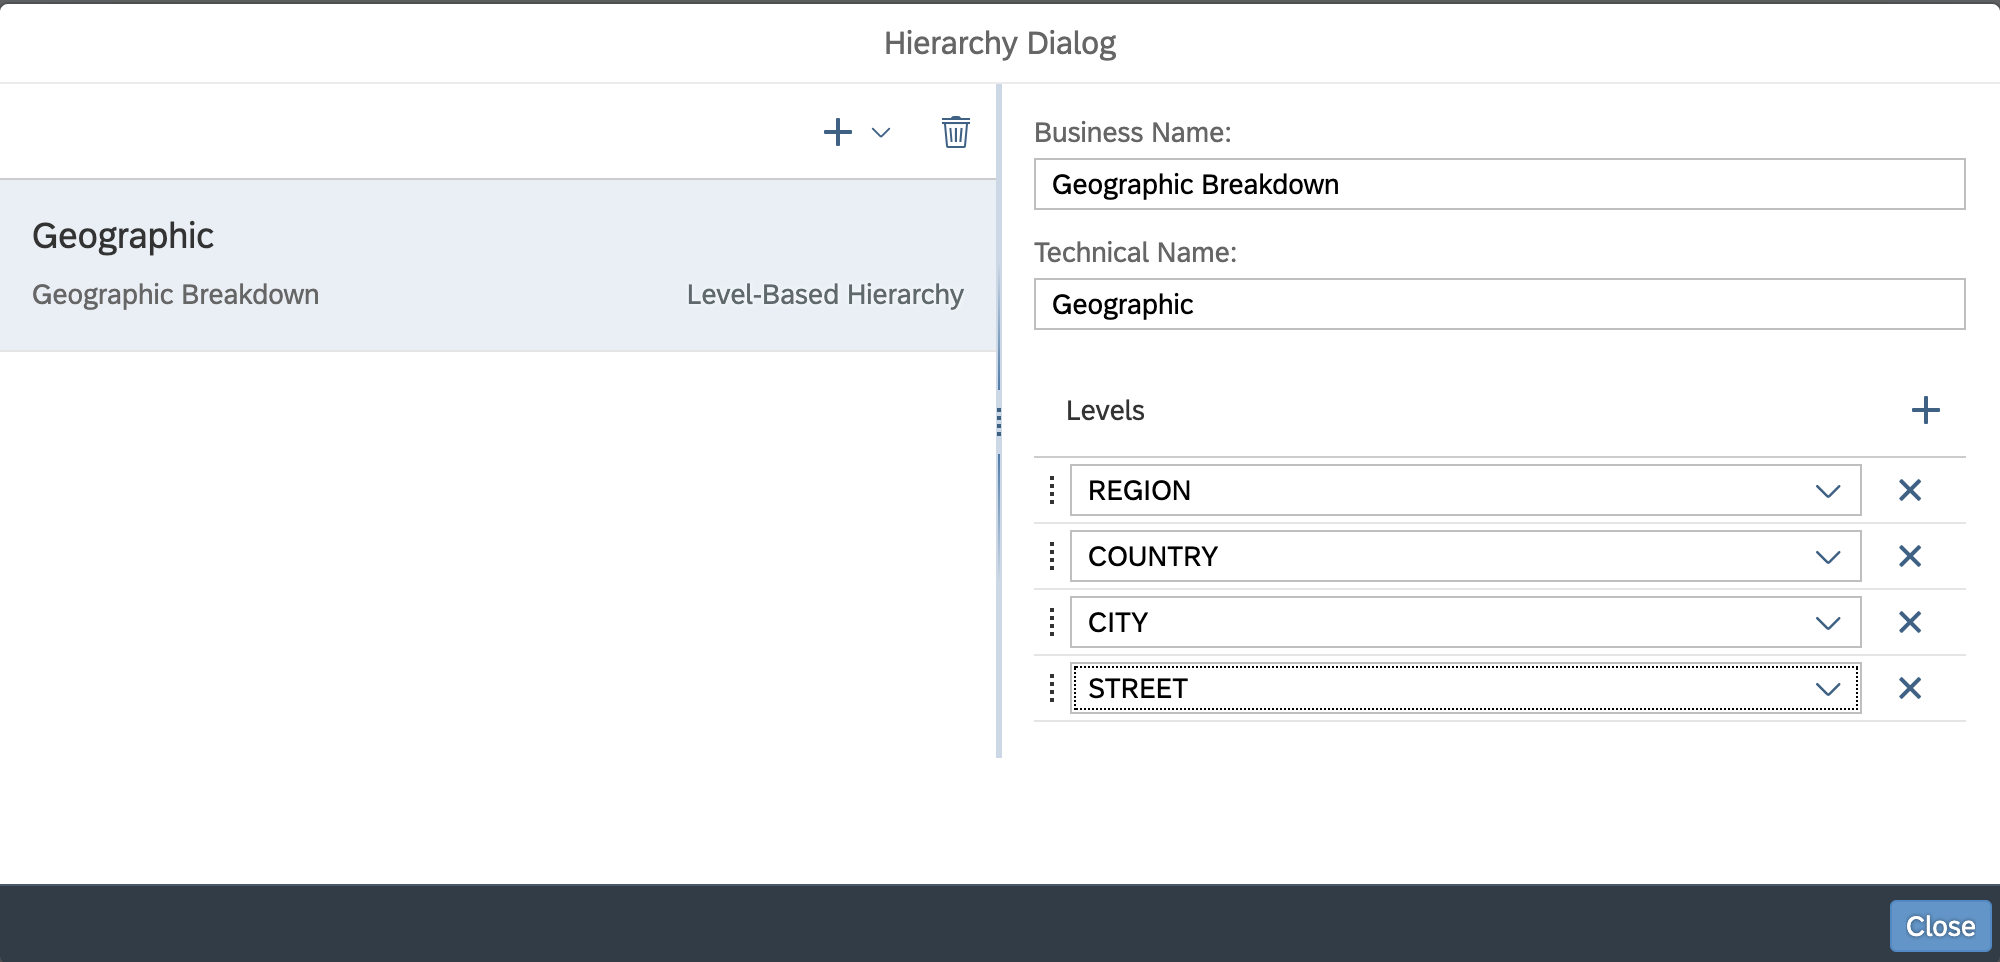 Hierarchy Dialog
Geographic
Geographic Breakdown
Level-Based Hierarchy
Business Name:
Geographic Breakdown
Technical Name:
Geographic
Levels
REGION
COUNTRY
CITY
STREET
Close